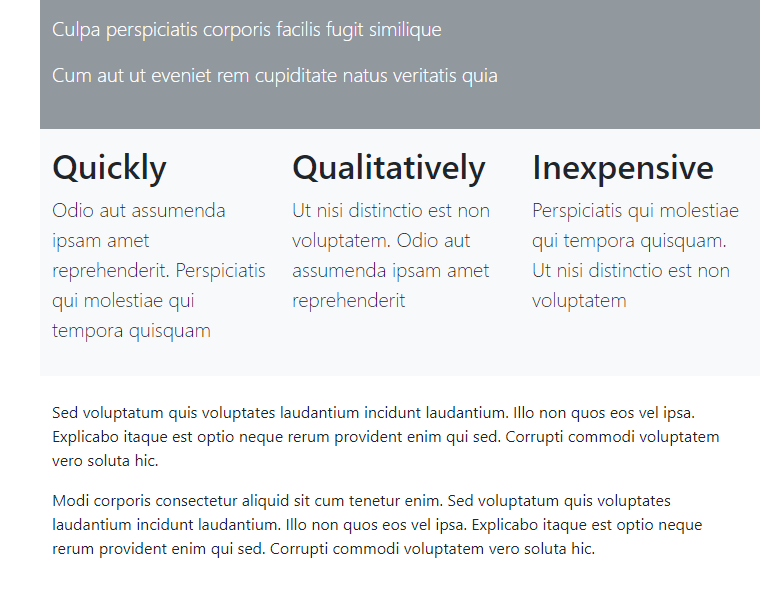 Culpa perspiciatis corporis facilis fugit similique
Cum aut ut eveniet rem cupiditate natus veritatis quia
Quickly
Odio aut assumenda
ipsam amet
reprehenderit. Perspiciatis
qui molestiae qui
tempora quisquam
Qualitatively
Ut nisi distinctio est non
voluptatem. Odio aut
assumenda ipsam amet
reprehenderit
Inexpensive
Perspiciatis qui molestiae
qui tempora quisquam.
Ut nisi distinctio est non
voluptatem
Sed voluptatum quis voluptates laudantium incidunt laudantium. Illo non quos eos vel ipsa.
Explicabo itaque est optio neque rerum provident enim qui sed. Corrupti commodi voluptatem
vero soluta hic.
Modi corporis consectetur aliquid sit cum tenetur enim. Sed voluptatum quis voluptates
laudantium incidunt laudantium. Illo non quos eos vel ipsa. Explicabo itaque est optio neque
rerum provident enim qui sed. Corrupti commodi voluptatem vero soluta hic.